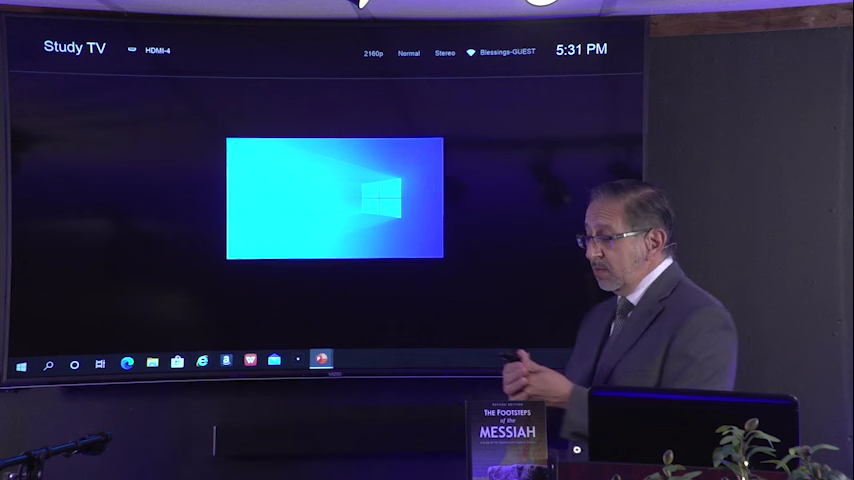 Study TV
HDMI-4
2160p
Normal
Stereo
Blessings-GUEST
5:31 PM
THE FOOTSTEPS
of the
MESSIAH